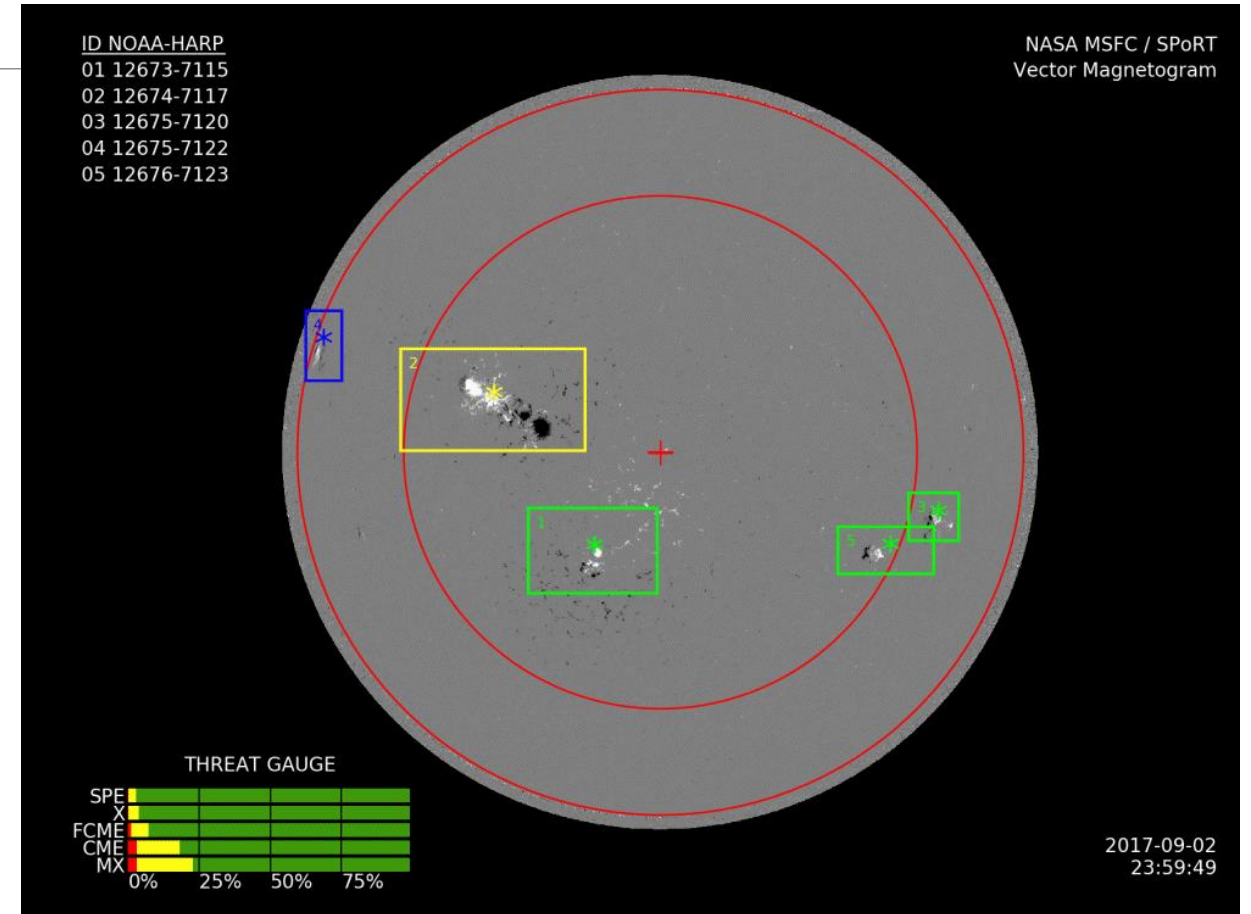 ID NOAA-HARP
01 12673-7115
02 12674-7117
03 12675-7120
04 12675-7122
05 12676-7123
NASA MSFC / SPoRT
Vector Magnetogram
4
2
1
3
5
THREAT GAUGE
SPE
X
FCME
CME
MX
0% 25% 50% 75%
2017-09-02
23:59:49